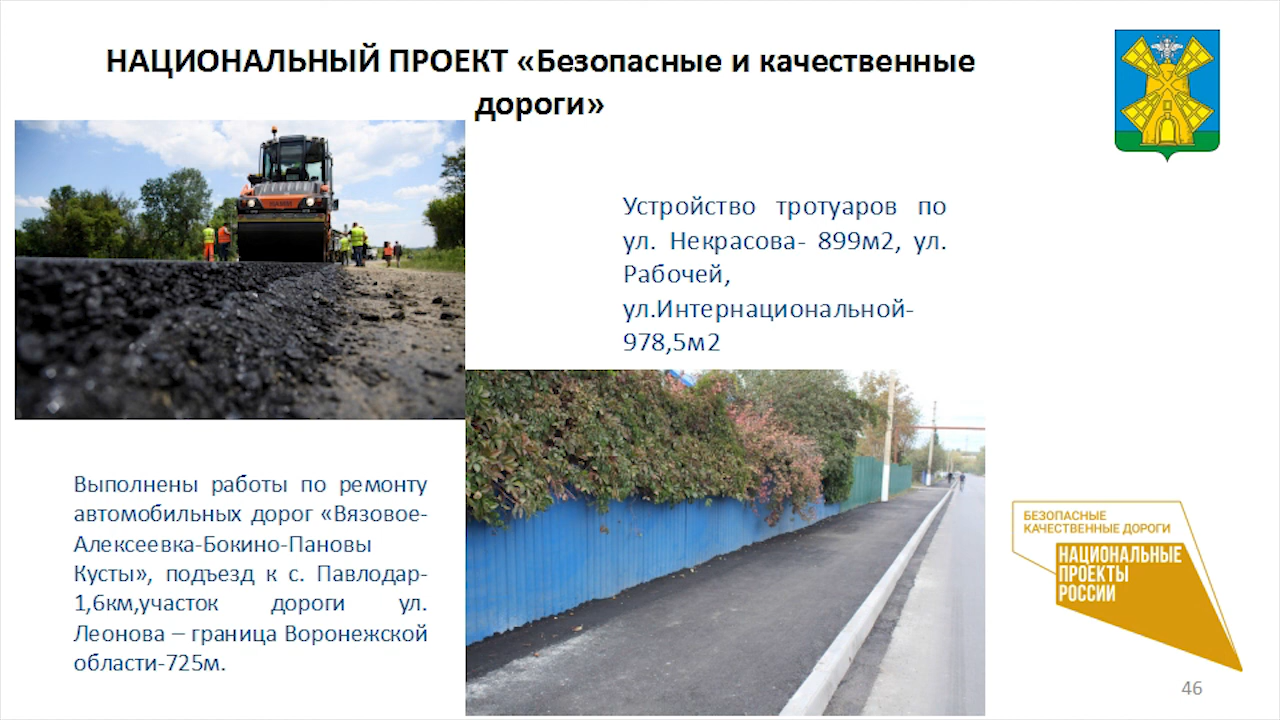 НАЦИОНАЛЬНЫЙ ПРОЕКТ «Безопасные и качественные
дороги»
Устройство тротуаров по
ул. Некрасова- 899м2, ул.
Рабочей,
ул.Интернациональной-
978,5м2
Выполнены работы по ремонту
автомобильных дорог «Вязовое-
Алексеевка-Бокино-Пановы
Кусты», подъезд к с. Павлодар-
1,6км,участок дороги ул.
Леонова – граница Воронежской
области-725м.
БЕЗОПАСНЫЕ
КАЧЕСТВЕННЫЕ ДОРОГИ
НАЦИОНАЛЬНЫЕ
ПРОЕКТЫ
РОССИИ
46